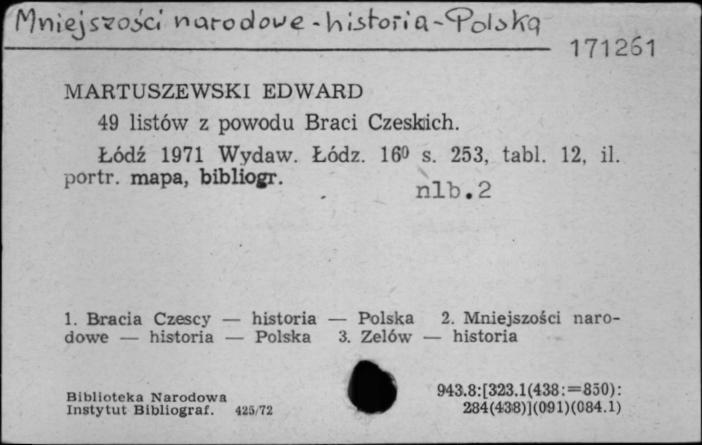 Mniejszości narodowe - historia - Polska
171261
MARTUSZEWSKI EDWARD
49 listów z powodu Braci Czeskich.
Łódź 1971 Wydaw. Łódz. 16⁰ s. 253, tabl. 12, il.
portr. mapa, bibliogr.
nlb.2
1. Bracia Czescy — historia — Polska 2. Mniejszości naro-
dowe — historia — Polska 3. Zelów — historia
Biblioteka Narodowa
Instytut Bibliograf. 425/72
943.8:[323.1(438:=850):
284(438)](091)(084.1)